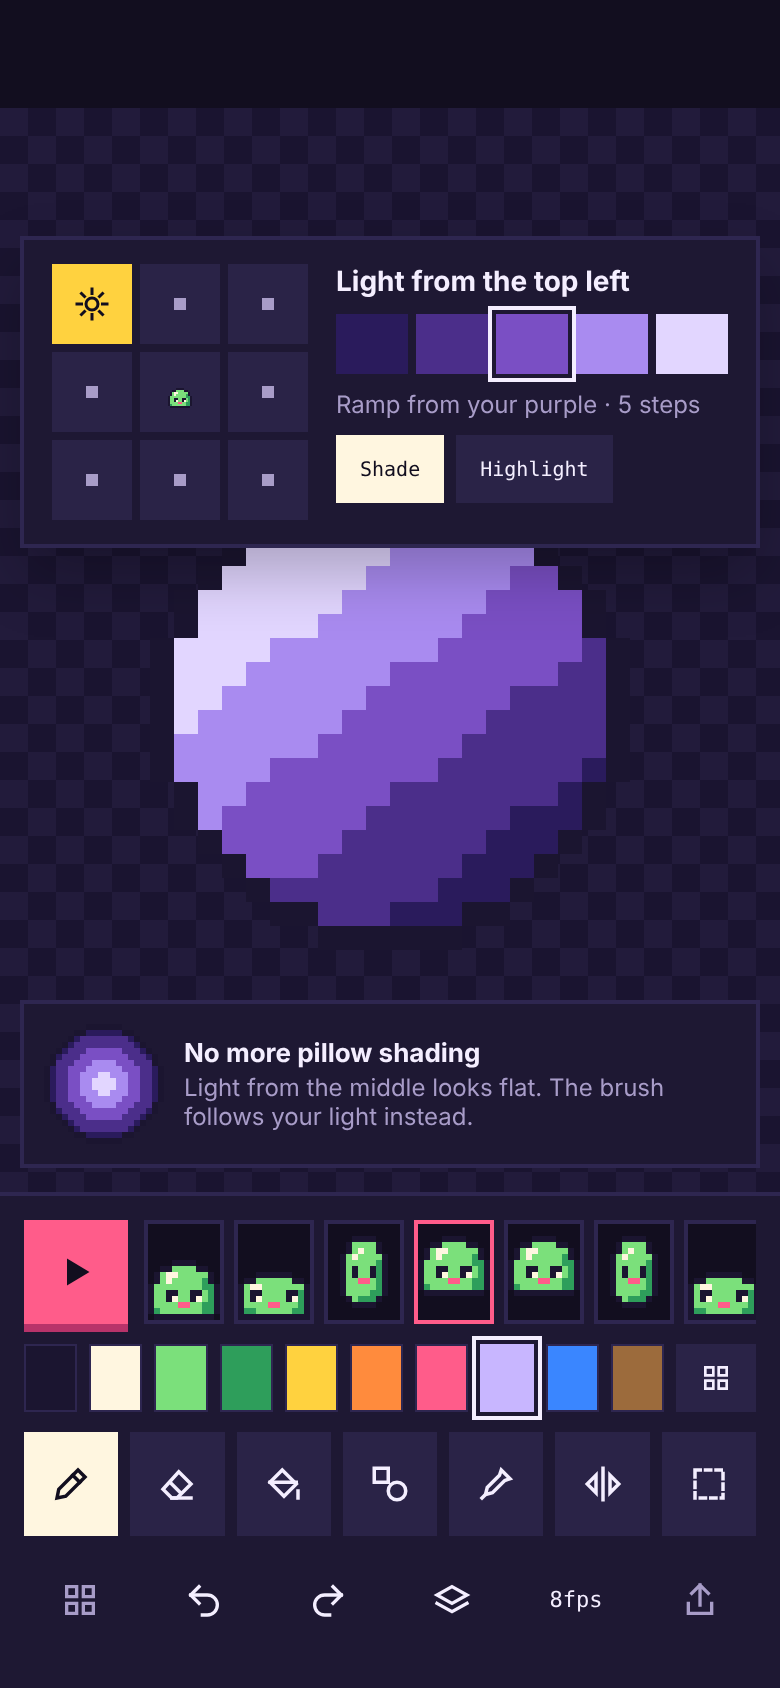 Light from the top left
Ramp from your purple · 5 steps
Shade
Highlight
No more pillow shading
Light from the middle looks flat. The brush
follows your light instead.
8fps